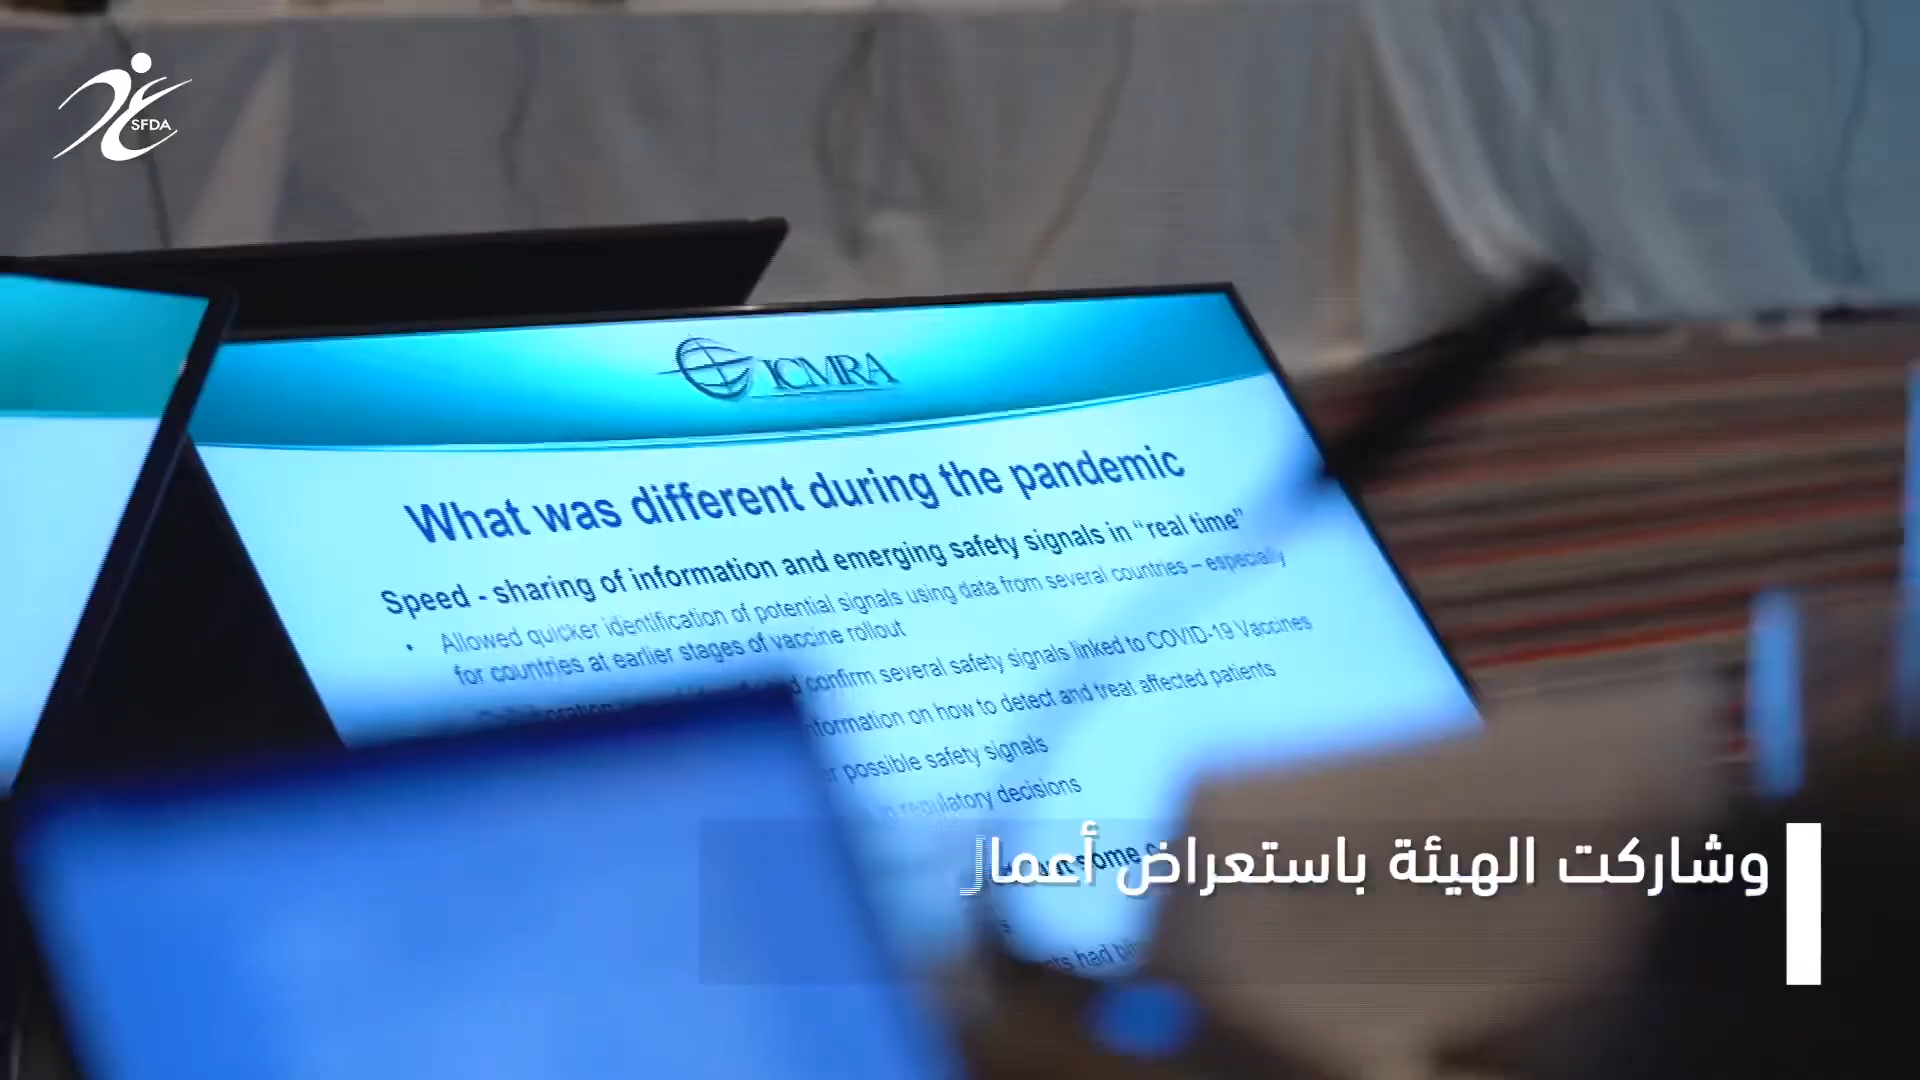 SFDA
ICMRA
What was different during the pandemic
Speed - sharing of information and emerging safety signals in “real time”
• Allowed quicker identification of potential signals using data from several countries – especially
for countries at earlier stages of vaccine rollout
confirm several safety signals linked to COVID-19 Vaccines
information on how to detect and treat affected patients
possible safety signals
in regulatory decisions
some
had
وشاركت الهيئة باستعراض أعمال